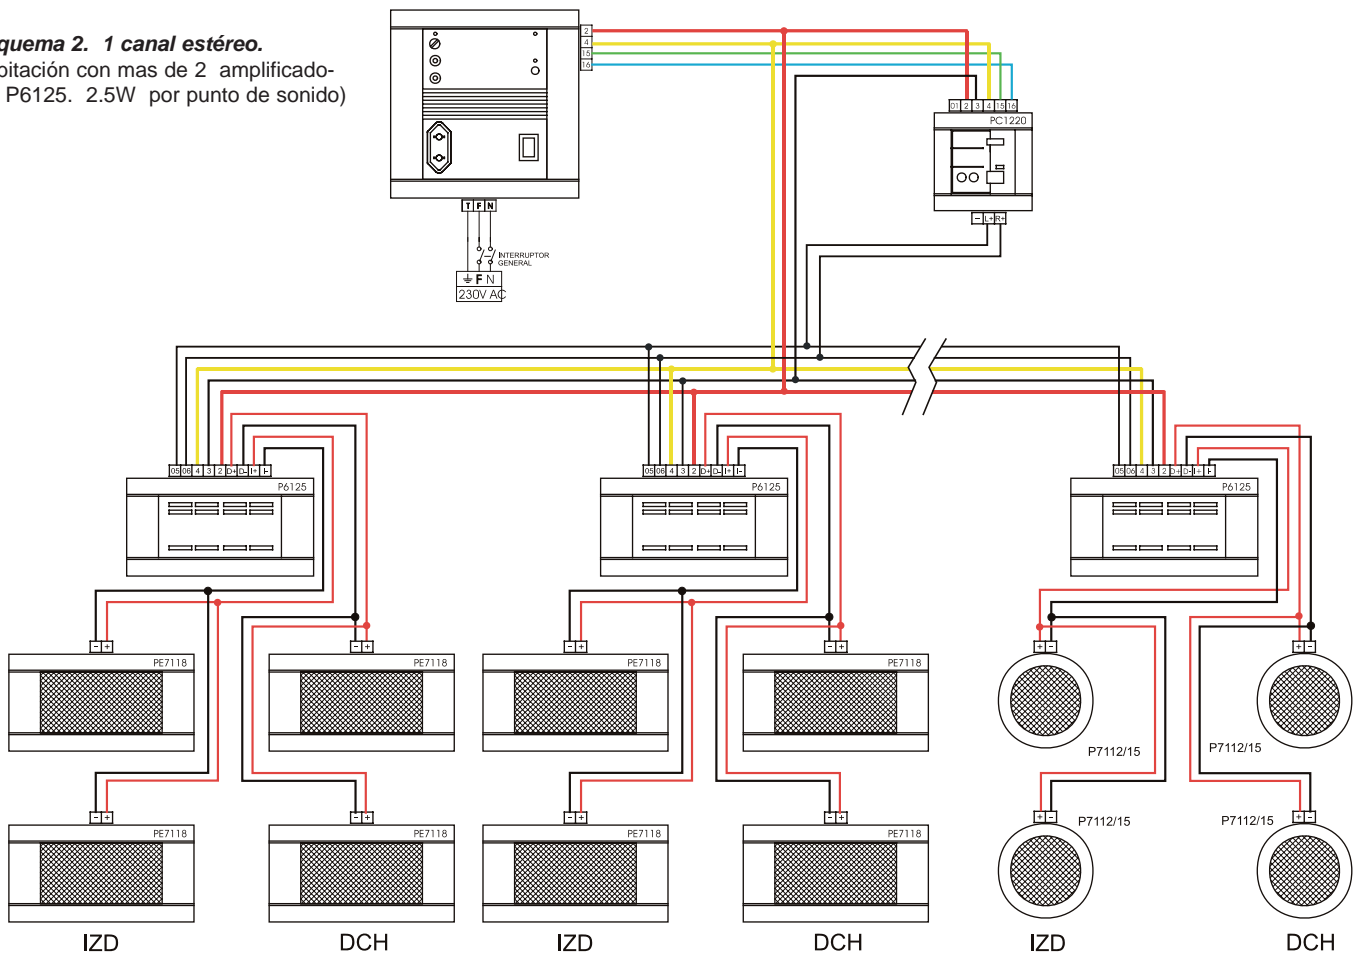 quema 2. 1 canal estéreo.
bitación con mas de 2 amplificado-
P6125. 2.5W por punto de sonido)
2
4
15
16
01 2 3 4 15 16
PC1220
- L+ R+
T F N
INTERRUPTOR
GENERAL
F N
230V AC
05 06 4 3 2 D+ D- I+ I-
05 06 4 3 2 D+ D- I+ I-
05 06 4 3 2 D+ D- I+ I-
P6125
P6125
P6125
- +
- +
- +
- +
+ -
+ -
PE7118
PE7118
PE7118
PE7118
P7112/15
P7112/15
- +
- +
- +
- +
+ -
+ -
P7112/15
P7112/15
PE7118
PE7118
PE7118
PE7118
IZD
DCH
IZD
DCH
IZD
DCH